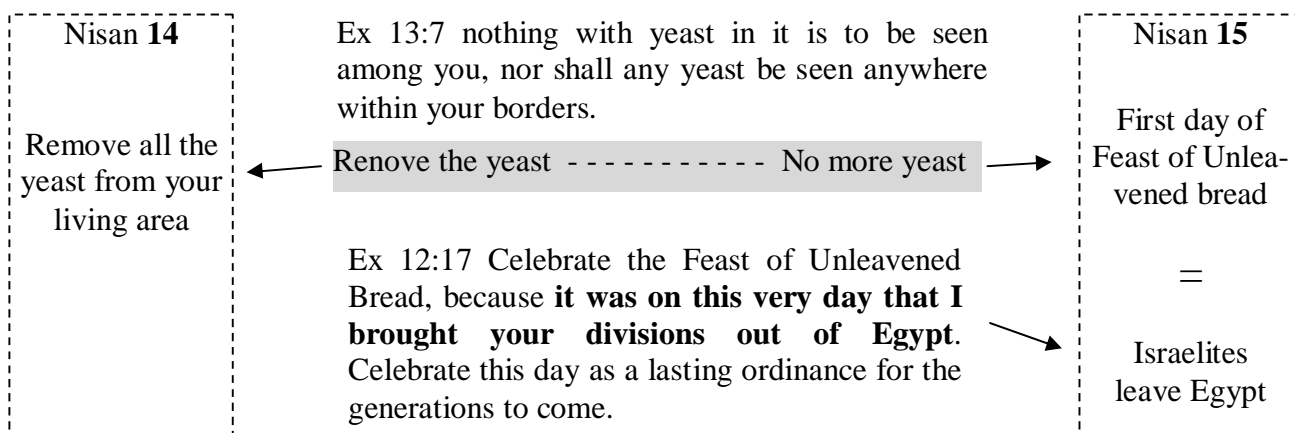 Nisan 14
Remove all the
yeast from your
living area
Ex 13:7 nothing with yeast in it is to be seen
among you, nor shall any yeast be seen anywhere
within your borders.
Renove the yeast - - - - - - - - - - - No more yeast
Ex 12:17 Celebrate the Feast of Unleavened
Bread, because it was on this very day that I
brought your divisions out of Egypt.
Celebrate this day as a lasting ordinance for the
generations to come.
Nisan 15
First day of
Feast of Unlea-
vened bread
=
Israelites
leave Egypt